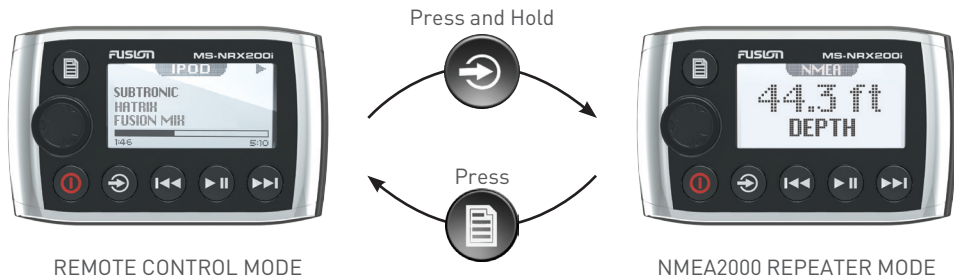 Press and Hold
FUSION MS-NRX200i
IPOD
SUBTRONIC
HATRIX
FUSION MIX
1:46 5:10
FUSION MS-NRX200i
NMEA
44.3 ft
DEPTH
Press
REMOTE CONTROL MODE
NMEA2000 REPEATER MODE